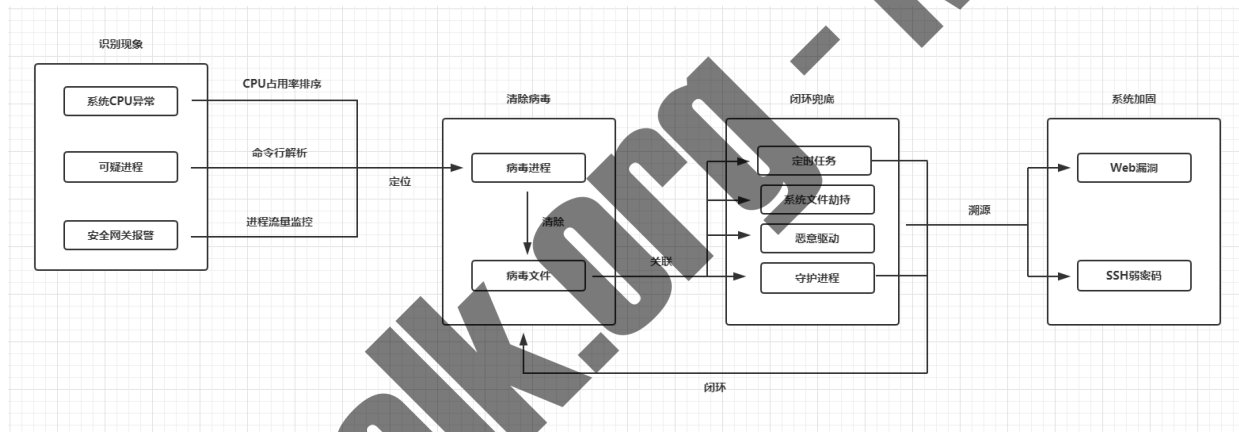 识别现象
系统CPU异常
可疑进程
安全网关报警
CPU占用率排序
命令行解析
进程流量监控
定位
清除病毒
病毒进程
清除
病毒文件
关联
闭环兜底
定时任务
系统文件劫持
恶意驱动
守护进程
闭环
溯源
系统加固
Web漏洞
SSH弱密码
alk.org -